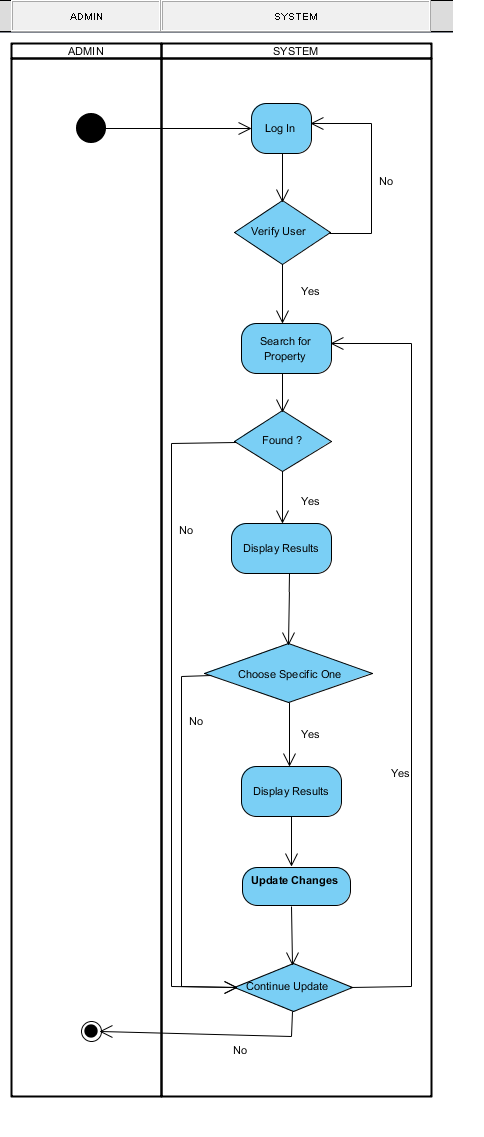 ADMIN
SYSTEM
ADMIN
SYSTEM
Log In
No
Verify User
Yes
Search for
Property
Found ?
Yes
No
Display Results
Choose Specific One
No
Yes
Yes
Display Results
Update Changes
Continue Update
No